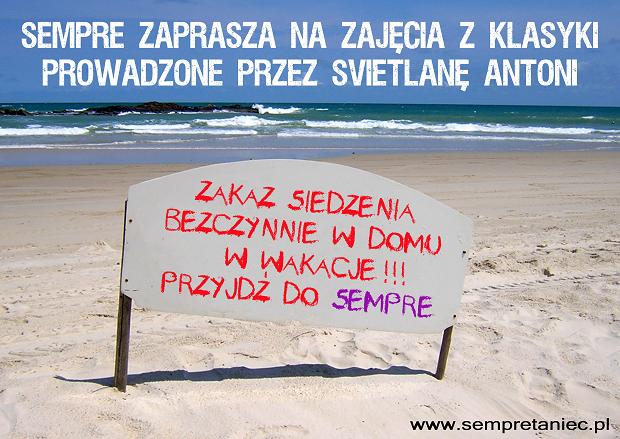 SEMPRE ZAPRASZA NA ZAJĘCIA Z KLASYKI
PROWADZONE PRZEZ SVIETLANĘ ANTONI
ZAKAZ SIEDZENIA
BEZCZYNNIE W DOMU
W WAKACJE!!!
PRZYJDŹ DO SEMPRE
www.sempretaniec.pl